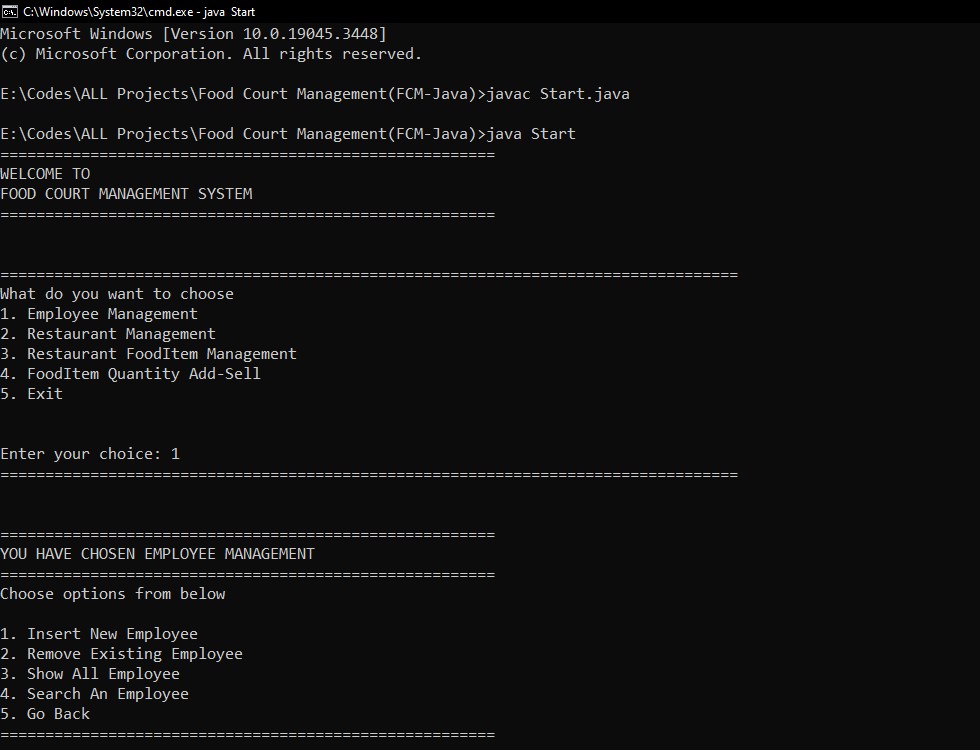 C:\Windows\System32\cmd.exe - java Start
Microsoft Windows [Version 10.0.19045.3448]
(c) Microsoft Corporation. All rights reserved.
E:\Codes\ALL Projects\Food Court Management(FCM-Java)>javac Start.java
E:\Codes\ALL Projects\Food Court Management(FCM-Java)>java Start
=======================================================
WELCOME TO
FOOD COURT MANAGEMENT SYSTEM
=======================================================
==================================================================================
What do you want to choose
1. Employee Management
2. Restaurant Management
3. Restaurant FoodItem Management
4. FoodItem Quantity Add-Sell
5. Exit
Enter your choice: 1
==================================================================================
=======================================================
YOU HAVE CHOSEN EMPLOYEE MANAGEMENT
=======================================================
Choose options from below
1. Insert New Employee
2. Remove Existing Employee
3. Show All Employee
4. Search An Employee
5. Go Back
=======================================================